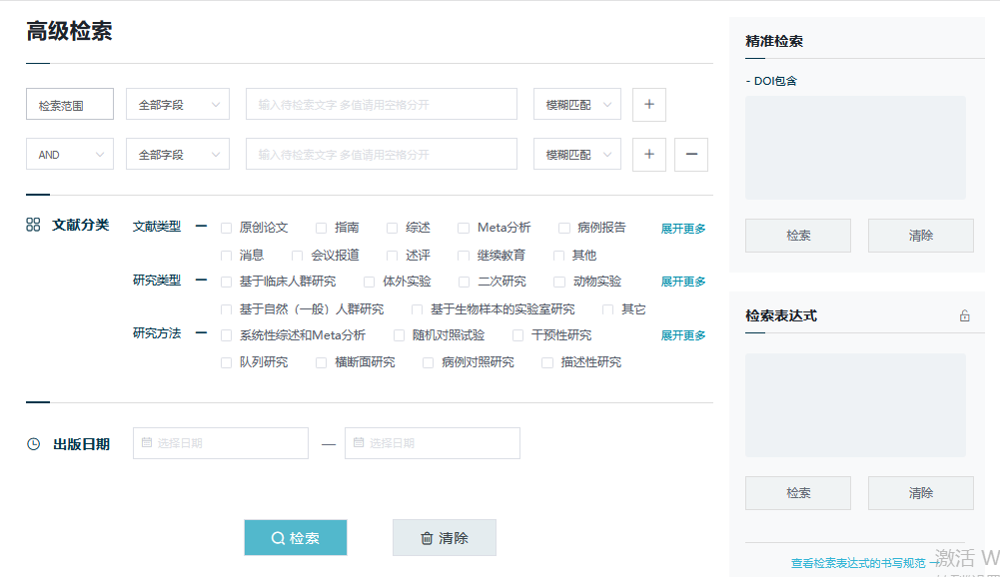 高级检索
检索范围 全部字段 输入待检索文字 多值请用空格分开 模糊匹配 +
AND 全部字段 输入待检索文字 多值请用空格分开 模糊匹配 + —
文献分类 文献类型 — 原创论文 指南 综述 Meta分析 病例报告 展开更多
消息 会议报道 述评 继续教育 其他
研究类型 — 基于临床人群研究 体外实验 二次研究 动物实验 展开更多
基于自然（一般）人群研究 基于生物样本的实验室研究 其它
研究方法 — 系统性综述和Meta分析 随机对照试验 干预性研究 展开更多
队列研究 横断面研究 病例对照研究 描述性研究
出版日期 选择日期 — 选择日期
检索 清除
精准检索
- DOI包含
检索 清除
检索表达式
检索 清除
查看检索表达式的书写规范
激活 W